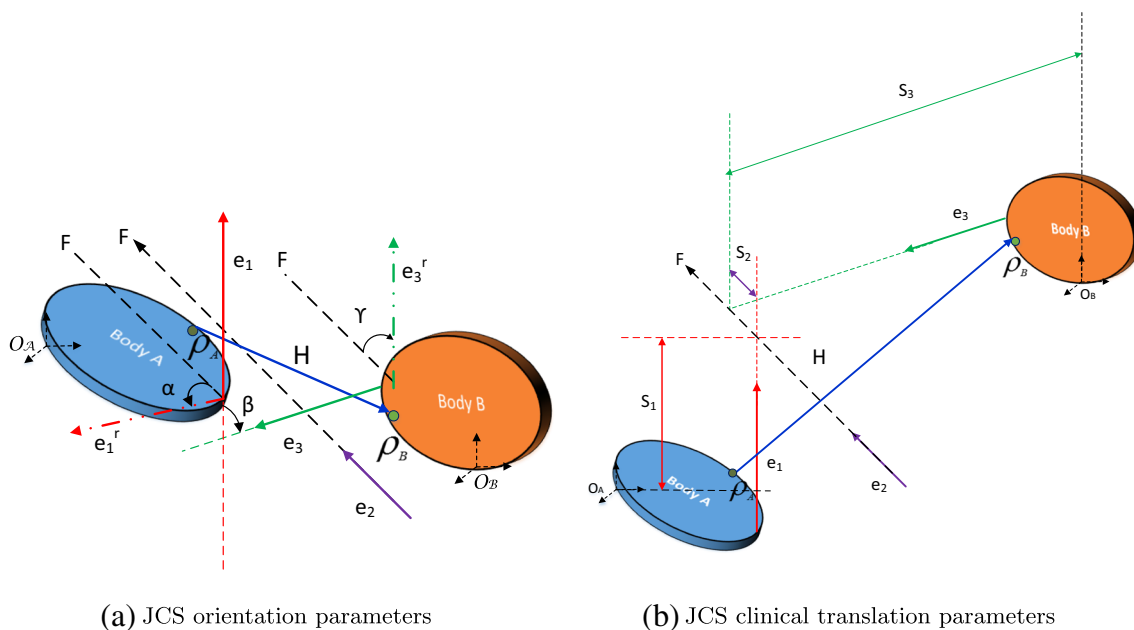 F
F
F
e₁
e₃ʳ
ϒ
O𝒜
Body A
ρA
H
α
β
e₁ʳ
e₃
Body B
ρB
O𝓑
e₂
(a) JCS orientation parameters
S₃
e₃
Body B
ρB
OB
S₂
F
H
S₁
e₁
Body A
ρA
OA
e₂
(b) JCS clinical translation parameters